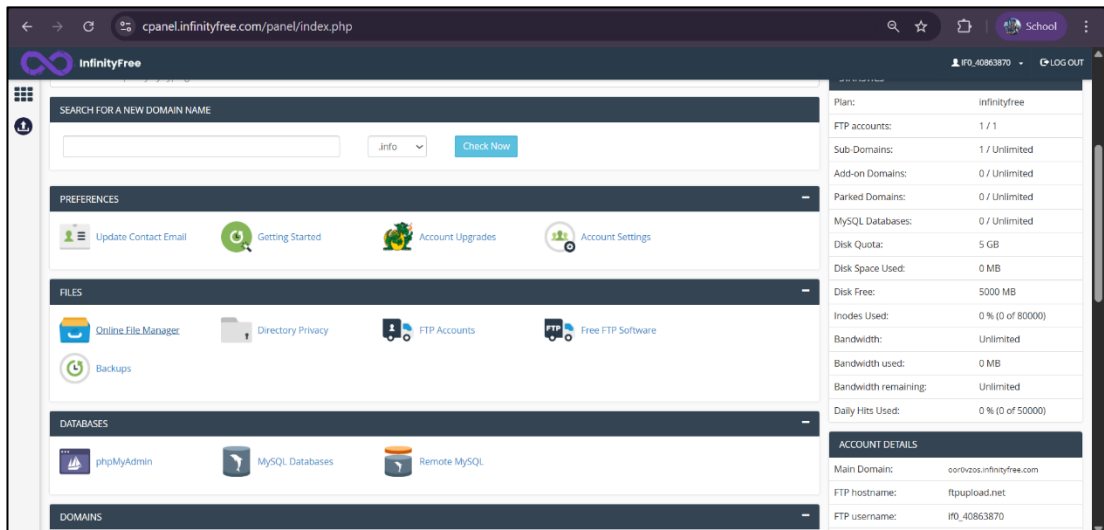 cpanel.infinityfree.com/panel/index.php
School
InfinityFree
IF0_40863870
LOG OUT
SEARCH FOR A NEW DOMAIN NAME
.info
Check Now
PREFERENCES
Update Contact Email
Getting Started
Account Upgrades
Account Settings
FILES
Online File Manager
Directory Privacy
FTP Accounts
FTP
Free FTP Software
Backups
DATABASES
phpMyAdmin
MySQL Databases
Remote MySQL
DOMAINS
STATISTICS
Plan: infinityfree
FTP accounts: 1 / 1
Sub-Domains: 1 / Unlimited
Add-on Domains: 0 / Unlimited
Parked Domains: 0 / Unlimited
MySQL Databases: 0 / Unlimited
Disk Quota: 5 GB
Disk Space Used: 0 MB
Disk Free: 5000 MB
Inodes Used: 0 % (0 of 80000)
Bandwidth: Unlimited
Bandwidth used: 0 MB
Bandwidth remaining: Unlimited
Daily Hits Used: 0 % (0 of 50000)
ACCOUNT DETAILS
Main Domain: oor0vzos.infinityfree.com
FTP hostname: ftpupload.net
FTP username: if0_40863870